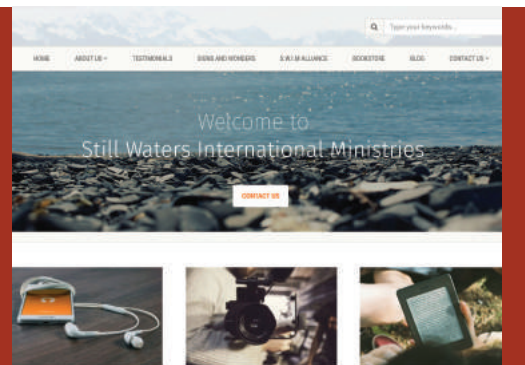 Type your keywords...
HOME ABOUT US TESTIMONIALS SIGNS AND WONDERS S.W.I.M ALLIANCE BOOKSTORE BLOG CONTACT US
Welcome to
Still Waters International Ministries
CONTACT US